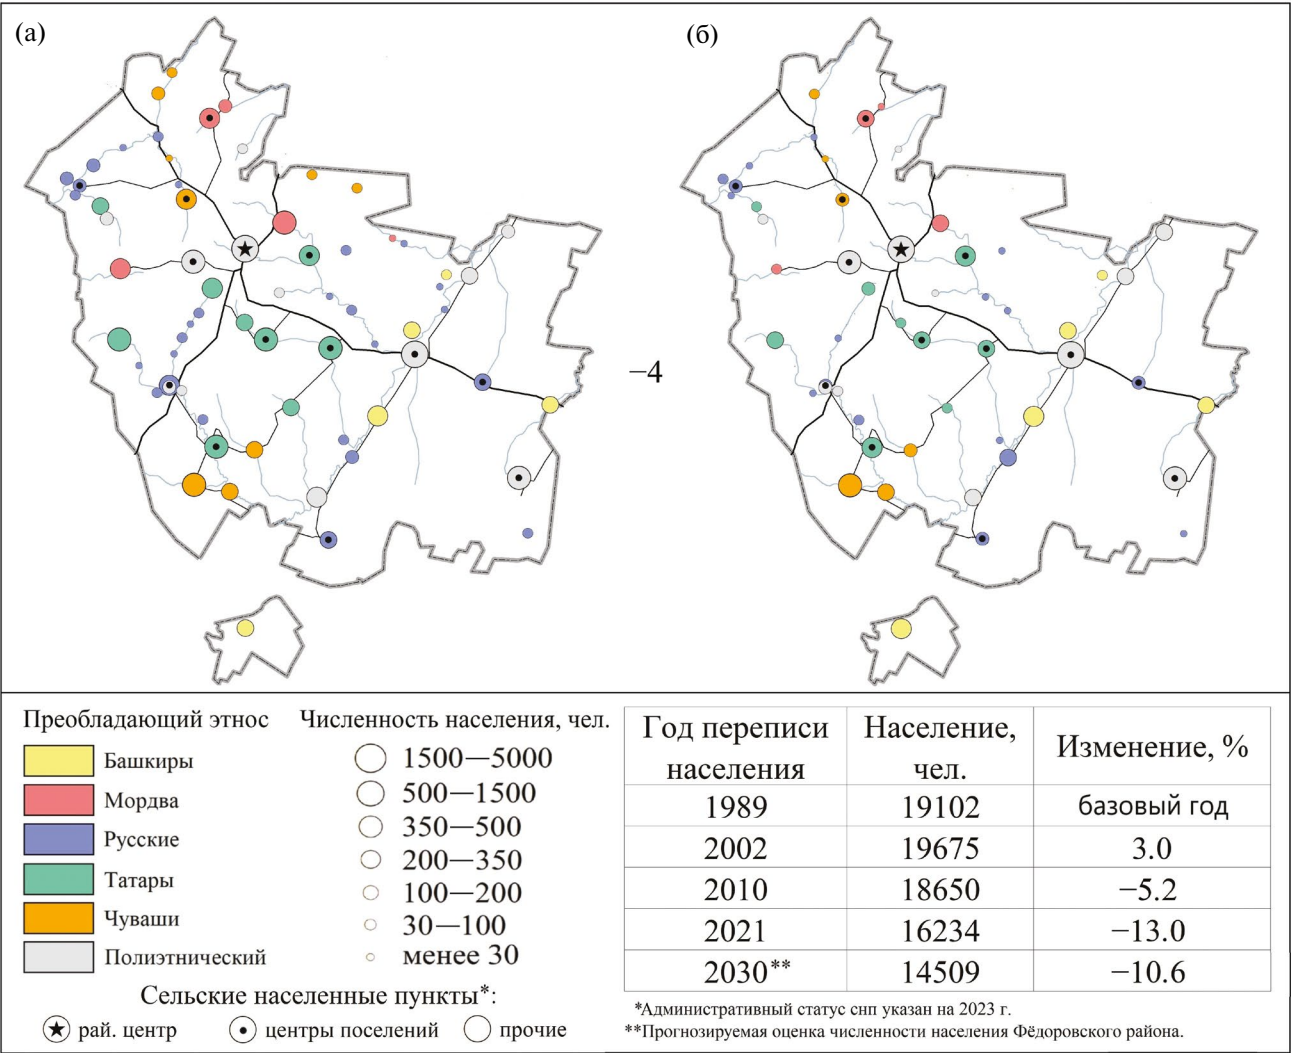 (а)
(б)
−4
Преобладающий этнос
Башкиры
Мордва
Русские
Татары
Чуваши
Полиэтнический
Численность населения, чел.
1500—5000
500—1500
350—500
200—350
100—200
30—100
менее 30
Сельские населенные пункты*:
рай. центр
центры поселений
прочие
Год переписи населения
Население, чел.
Изменение, %
1989 19102 базовый год
2002 19675 3.0
2010 18650 −5.2
2021 16234 −13.0
2030** 14509 −10.6
*Административный статус снп указан на 2023 г.
**Прогнозируемая оценка численности населения Фёдоровского района.